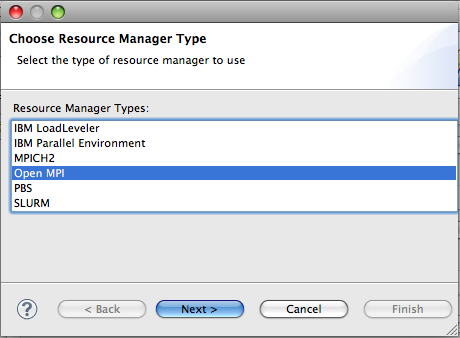 Choose Resource Manager Type
Select the type of resource manager to use
Resource Manager Types:
IBM LoadLeveler
IBM Parallel Environment
MPICH2
Open MPI
PBS
SLURM
? < Back Next > Cancel Finish